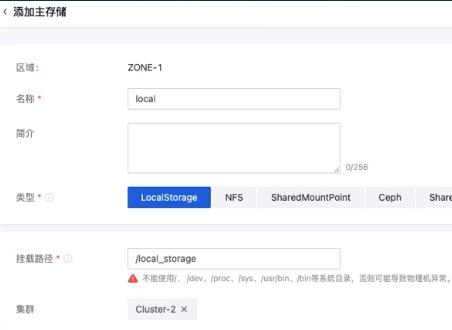 添加主存储
区域: ZONE-1
名称 * local
简介
0/256
类型 * LocalStorage NFS SharedMountPoint Ceph Share
挂载路径 * /local_storage
不能使用/、/dev、/proc、/sys、/usr/bin、/bin等系统目录，否则可能导致物理机异常。
集群 Cluster-2 ×